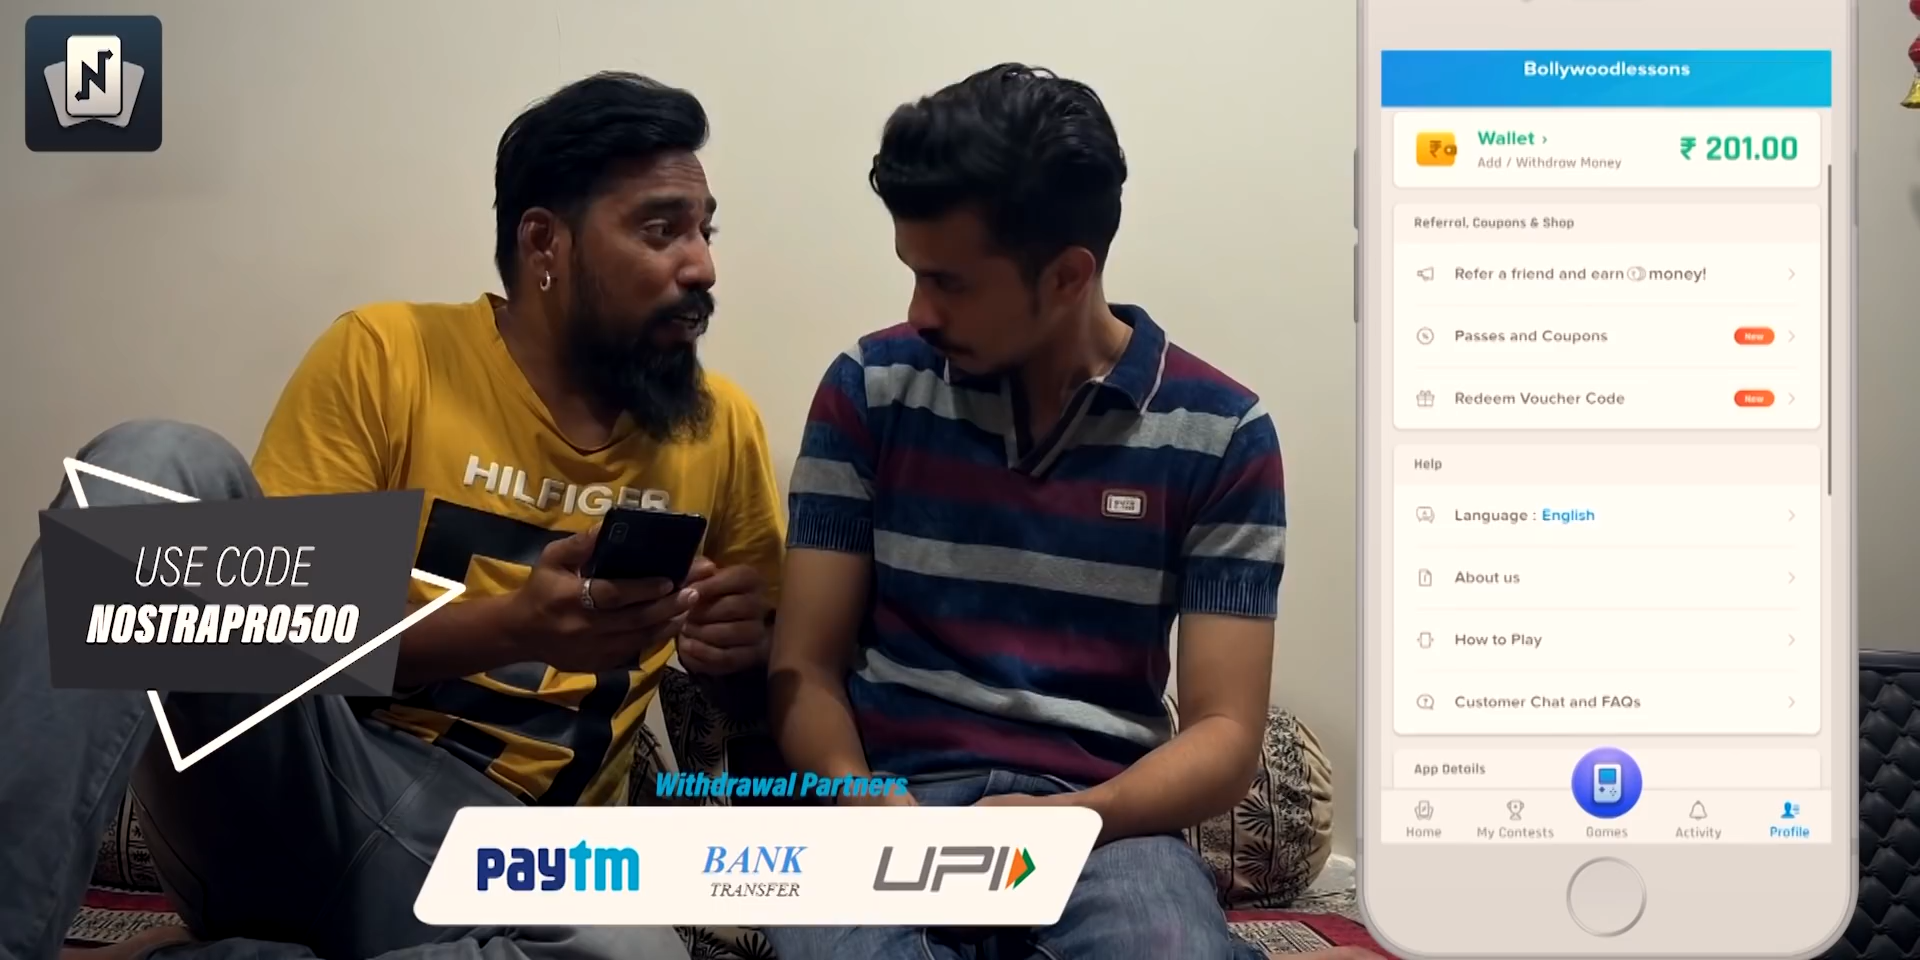 N
Bollywoodlessons
Wallet ›
₹ 201.00
Add / Withdraw Money
Referral, Coupons & Shop
Refer a friend and earn money!
Passes and Coupons
New
Redeem Voucher Code
New
Help
Language : English
About us
How to Play
Customer Chat and FAQs
App Details
Home
My Contests
Games
Activity
Profile
HILFIGER
USE CODE
NOSTRAPRO500
Withdrawal Partners
paytm
BANK
TRANSFER
UPI